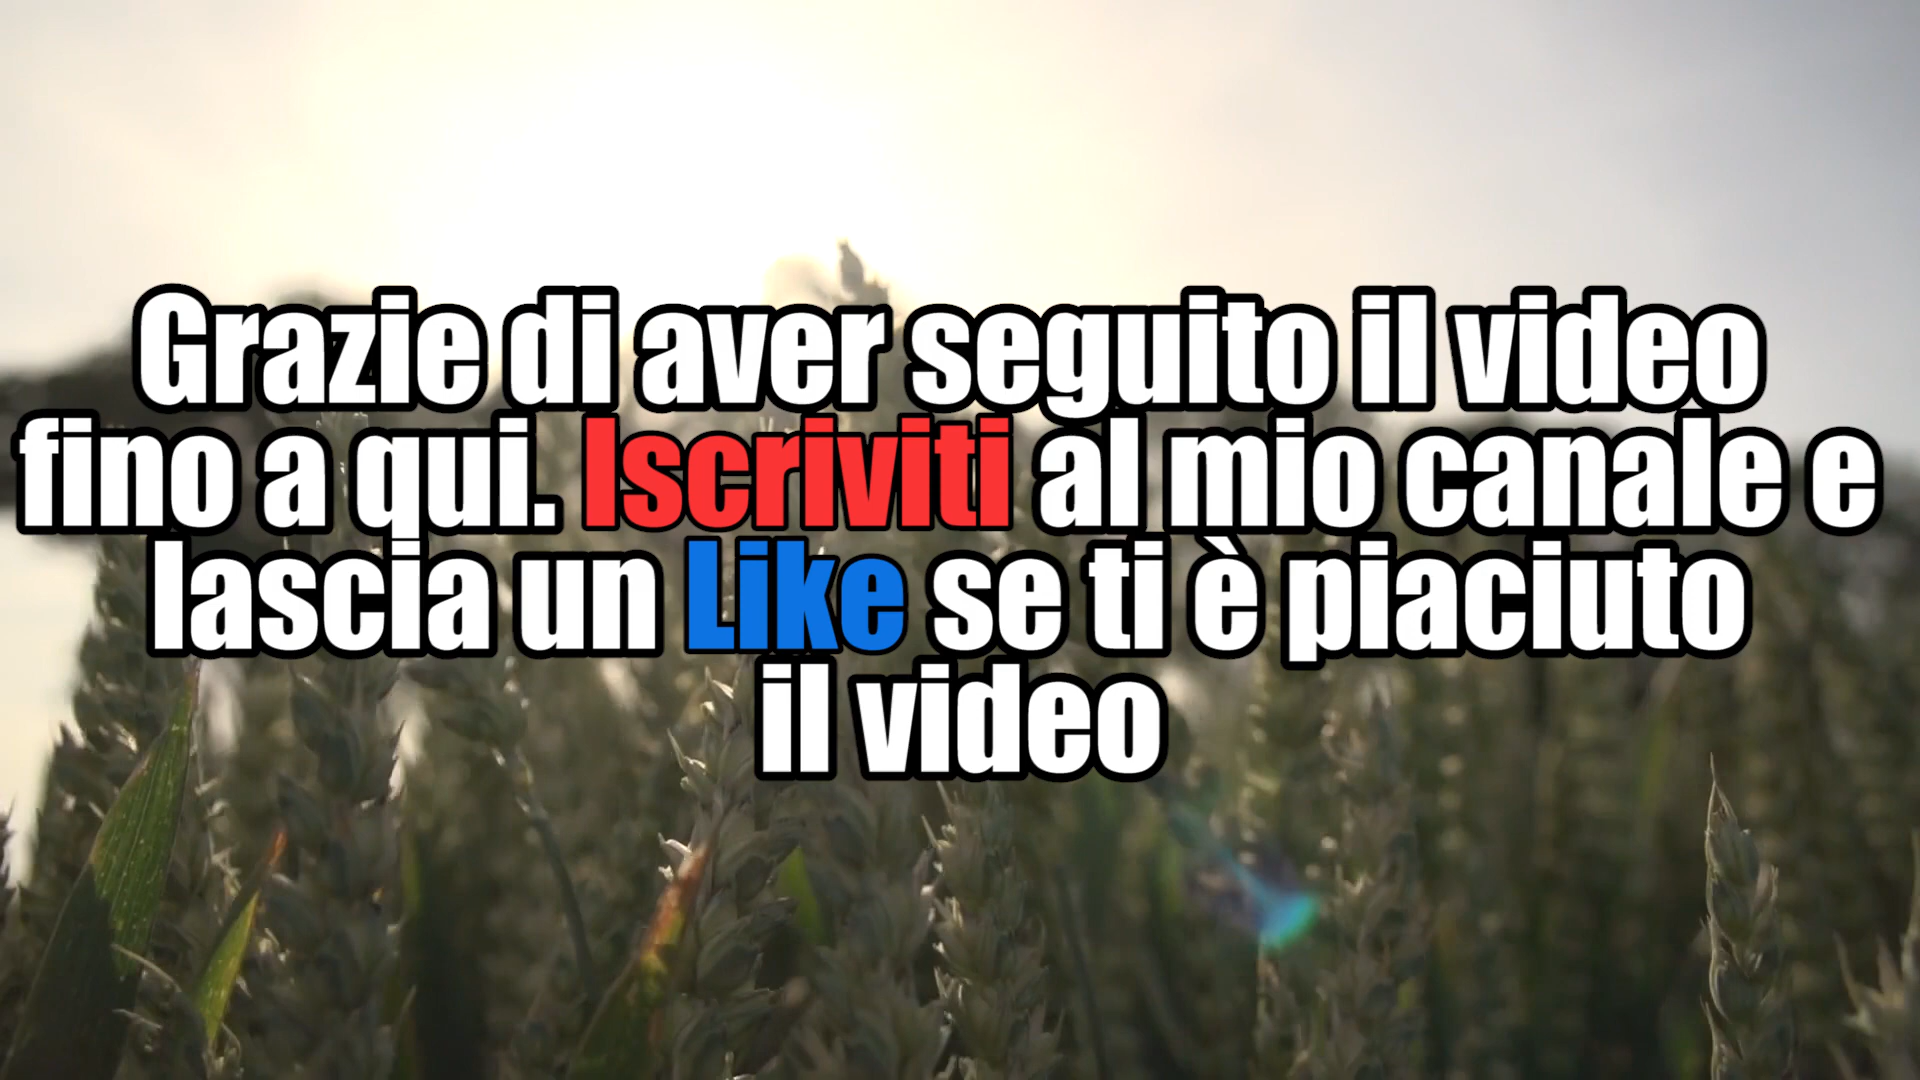 Grazie di aver seguito il video
fino a qui. Iscriviti al mio canale e
lascia un Like se ti è piaciuto
il video